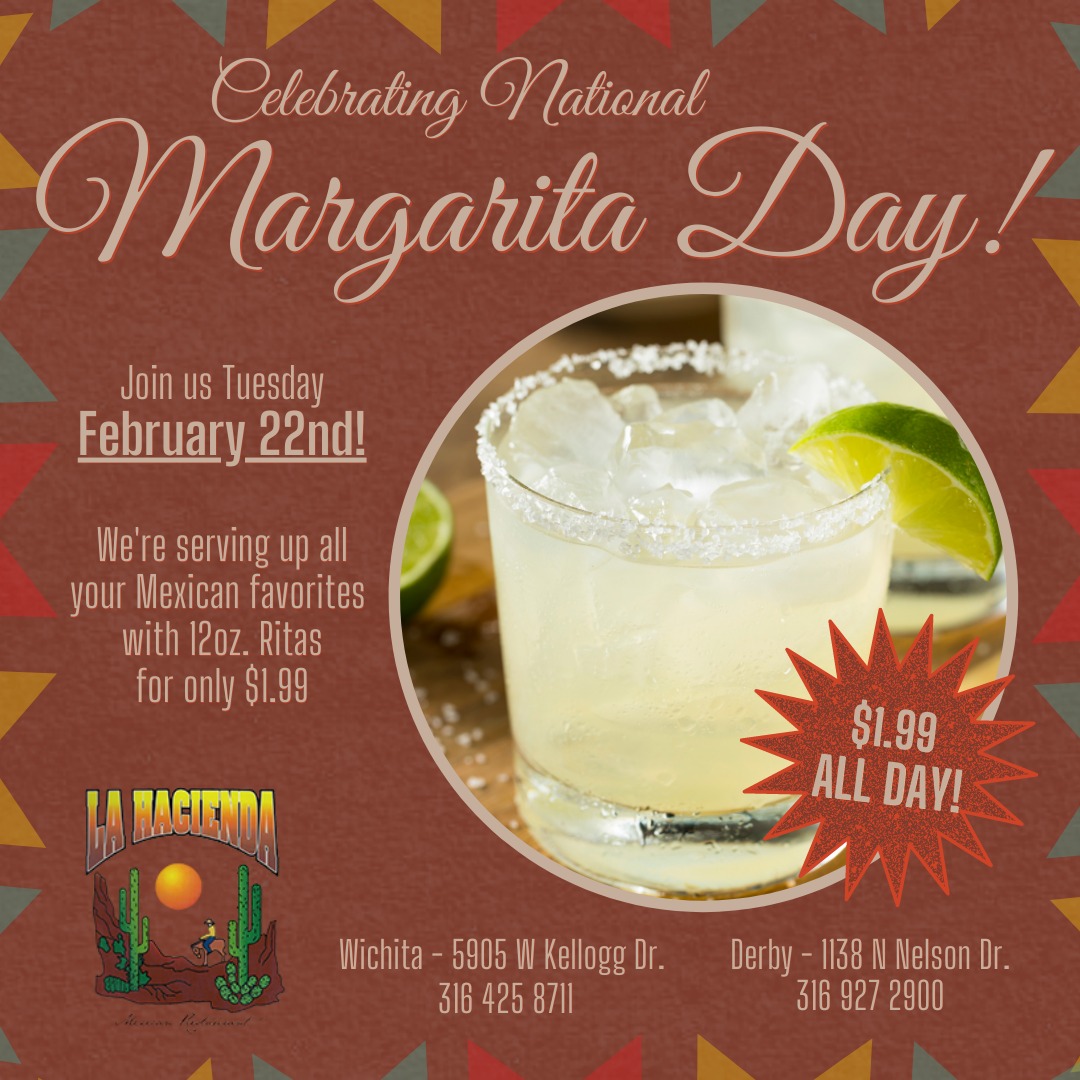 Celebrating National
Margarita Day!
Join us Tuesday
February 22nd!
We're serving up all
your Mexican favorites
with 12oz. Ritas
for only $1.99
$1.99
ALL DAY!
LA HACIENDA
Mexican Restaurant
Wichita - 5905 W Kellogg Dr.
316 425 8711
Derby - 1138 N Nelson Dr.
316 927 2900